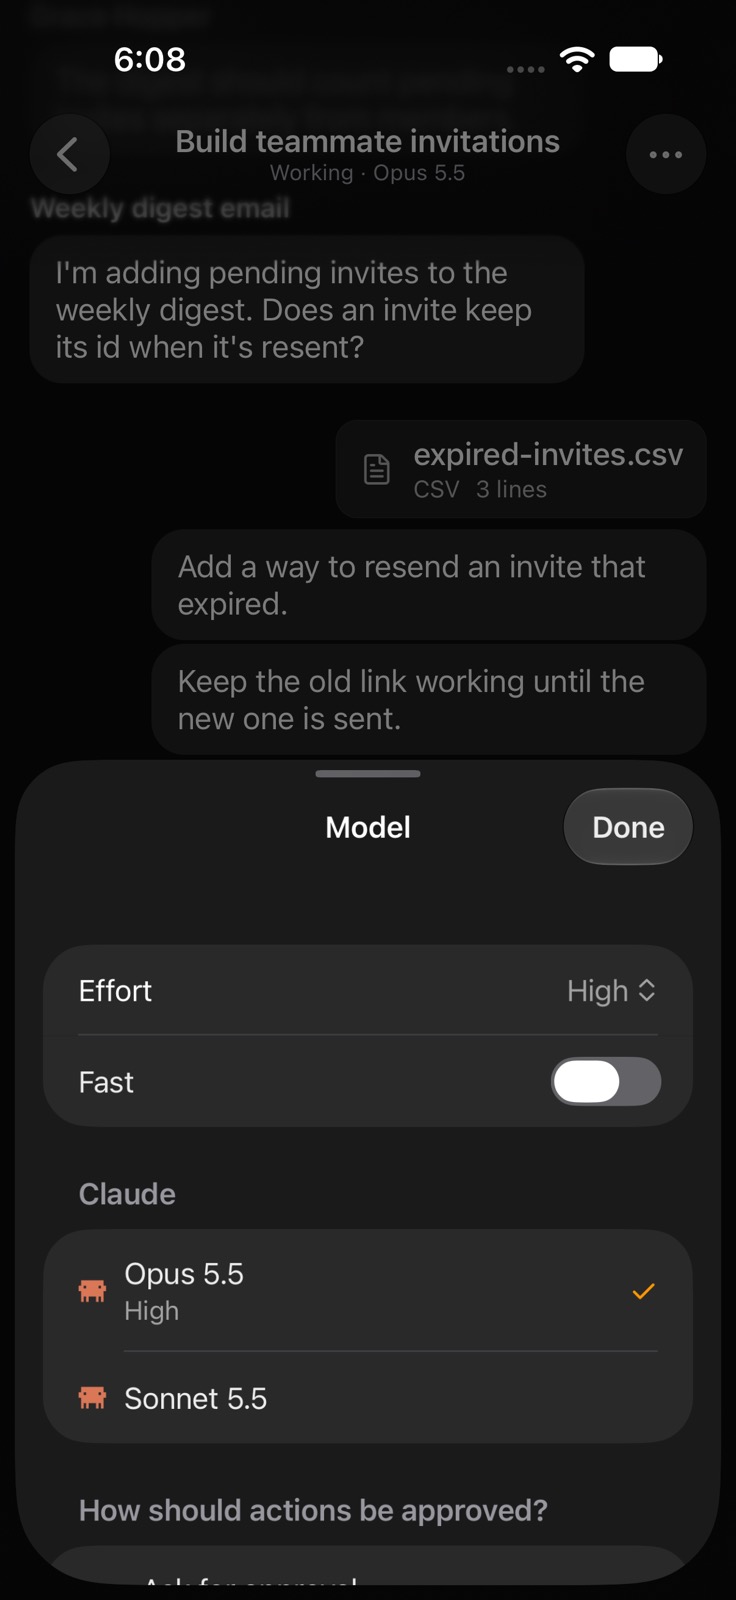 6:08
Build teammate invitations
Working · Opus 5.5
Weekly digest email
I'm adding pending invites to the
weekly digest. Does an invite keep
its id when it's resent?
expired-invites.csv
CSV 3 lines
Add a way to resend an invite that
expired.
Keep the old link working until the
new one is sent.
Model
Done
Effort
High
Fast
Claude
Opus 5.5
High
Sonnet 5.5
How should actions be approved?
Ask for approval